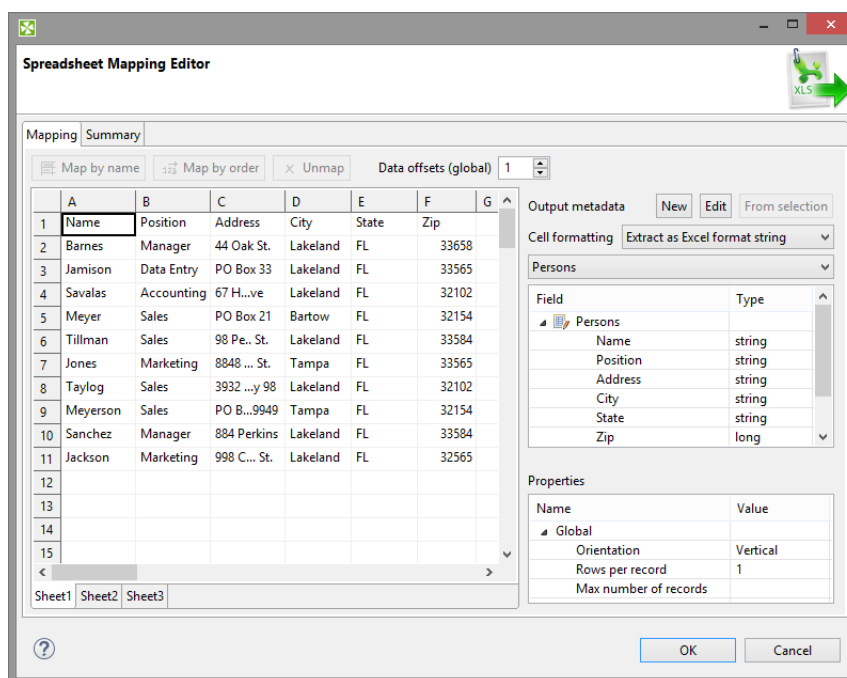 Spreadsheet Mapping Editor
XLS
Mapping Summary
Map by name Map by order Unmap Data offsets (global) 1
A B C D E F G
1 Name Position Address City State Zip
2 Barnes Manager 44 Oak St. Lakeland FL 33658
3 Jamison Data Entry PO Box 33 Lakeland FL 33565
4 Savalas Accounting 67 H...ve Lakeland FL 32102
5 Meyer Sales PO Box 21 Bartow FL 32154
6 Tillman Sales 98 Pe.. St. Lakeland FL 33584
7 Jones Marketing 8848 ... St. Tampa FL 33565
8 Taylog Sales 3932 ...y 98 Lakeland FL 32102
9 Meyerson Sales PO B...9949 Tampa FL 32154
10 Sanchez Manager 884 Perkins Lakeland FL 33584
11 Jackson Marketing 998 C... St. Lakeland FL 32565
12
13
14
15
Sheet1 Sheet2 Sheet3
Output metadata New Edit From selection
Cell formatting Extract as Excel format string
Persons
Field Type
Persons
Name string
Position string
Address string
City string
State string
Zip long
Properties
Name Value
Global
Orientation Vertical
Rows per record 1
Max number of records
? OK Cancel